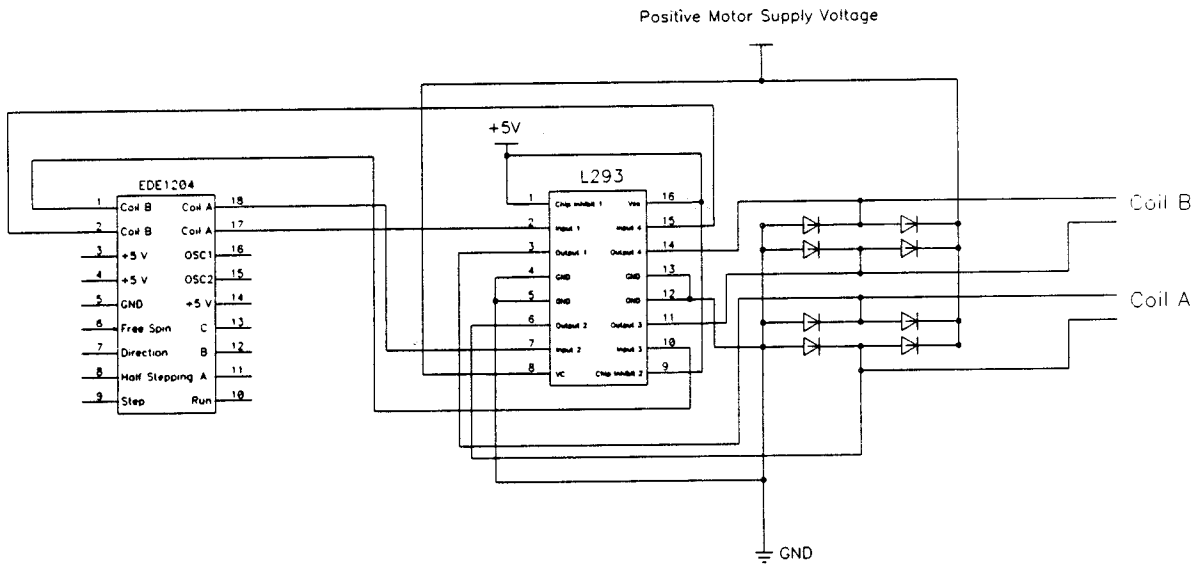 Positive Motor Supply Voltage
+5V
EDE1204
1 Coil B Coil A 18
2 Coil B Coil A 17
3 +5 V OSC1 16
4 +5 V OSC2 15
5 GND +5 V 14
6 Free Spin C 13
7 Direction B 12
8 Half Stepping A 11
9 Step Run 10
L293
1 Chip Inhibit 1 Vss 16
2 Input 1 Input 4 15
3 Output 1 Output 4 14
4 GND GND 13
5 GND GND 12
6 Output 2 Output 3 11
7 Input 2 Input 3 10
8 VC Chip Inhibit 2 9
Coil B
Coil A
GND